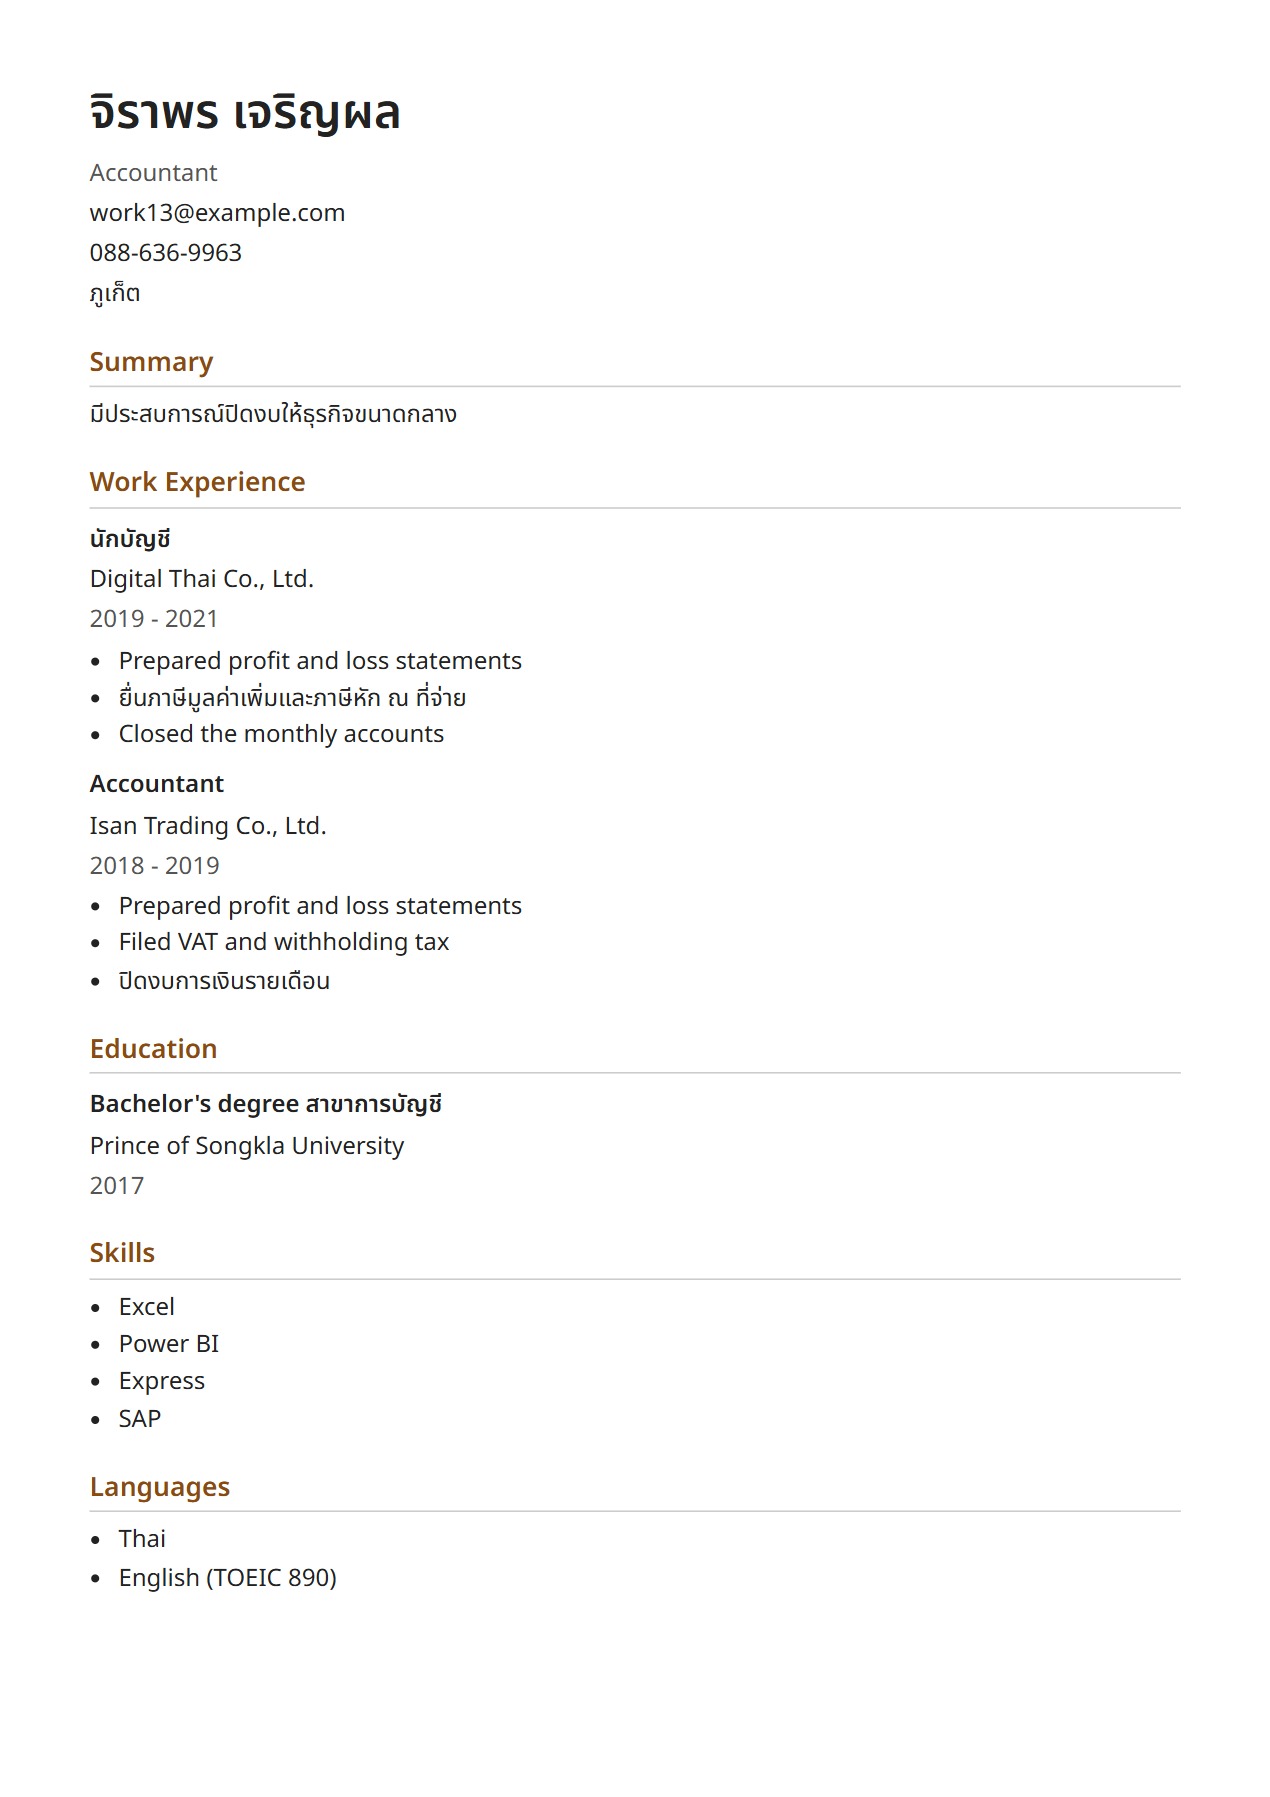 จิราพร เจริญผล
Accountant
work13@example.com
088-636-9963
ภูเก็ต
Summary
มีประสบการณ์ปิดงบให้ธุรกิจขนาดกลาง
Work Experience
นักบัญชี
Digital Thai Co., Ltd.
2019 - 2021
• Prepared profit and loss statements
• ยื่นภาษีมูลค่าเพิ่มและภาษีหัก ณ ที่จ่าย
• Closed the monthly accounts
Accountant
Isan Trading Co., Ltd.
2018 - 2019
• Prepared profit and loss statements
• Filed VAT and withholding tax
• ปิดงบการเงินรายเดือน
Education
Bachelor's degree สาขาการบัญชี
Prince of Songkla University
2017
Skills
• Excel
• Power BI
• Express
• SAP
Languages
• Thai
• English (TOEIC 890)